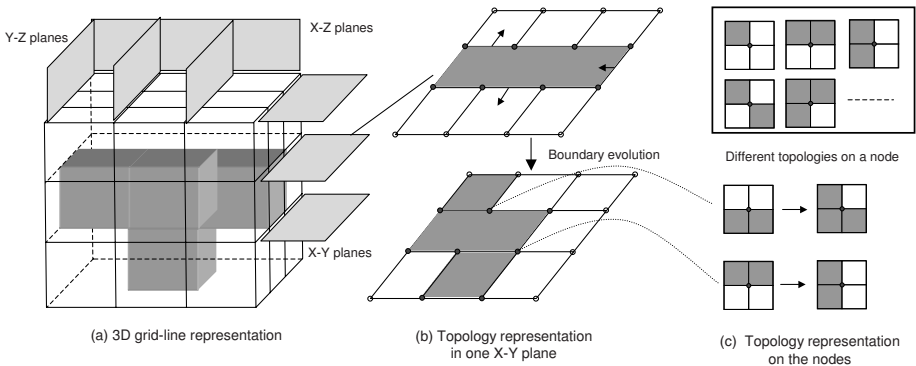 Y-Z planes
X-Z planes
X-Y planes
(a) 3D grid-line representation
Boundary evolution
(b) Topology representation
in one X-Y plane
Different topologies on a node
(c) Topology representation
on the nodes